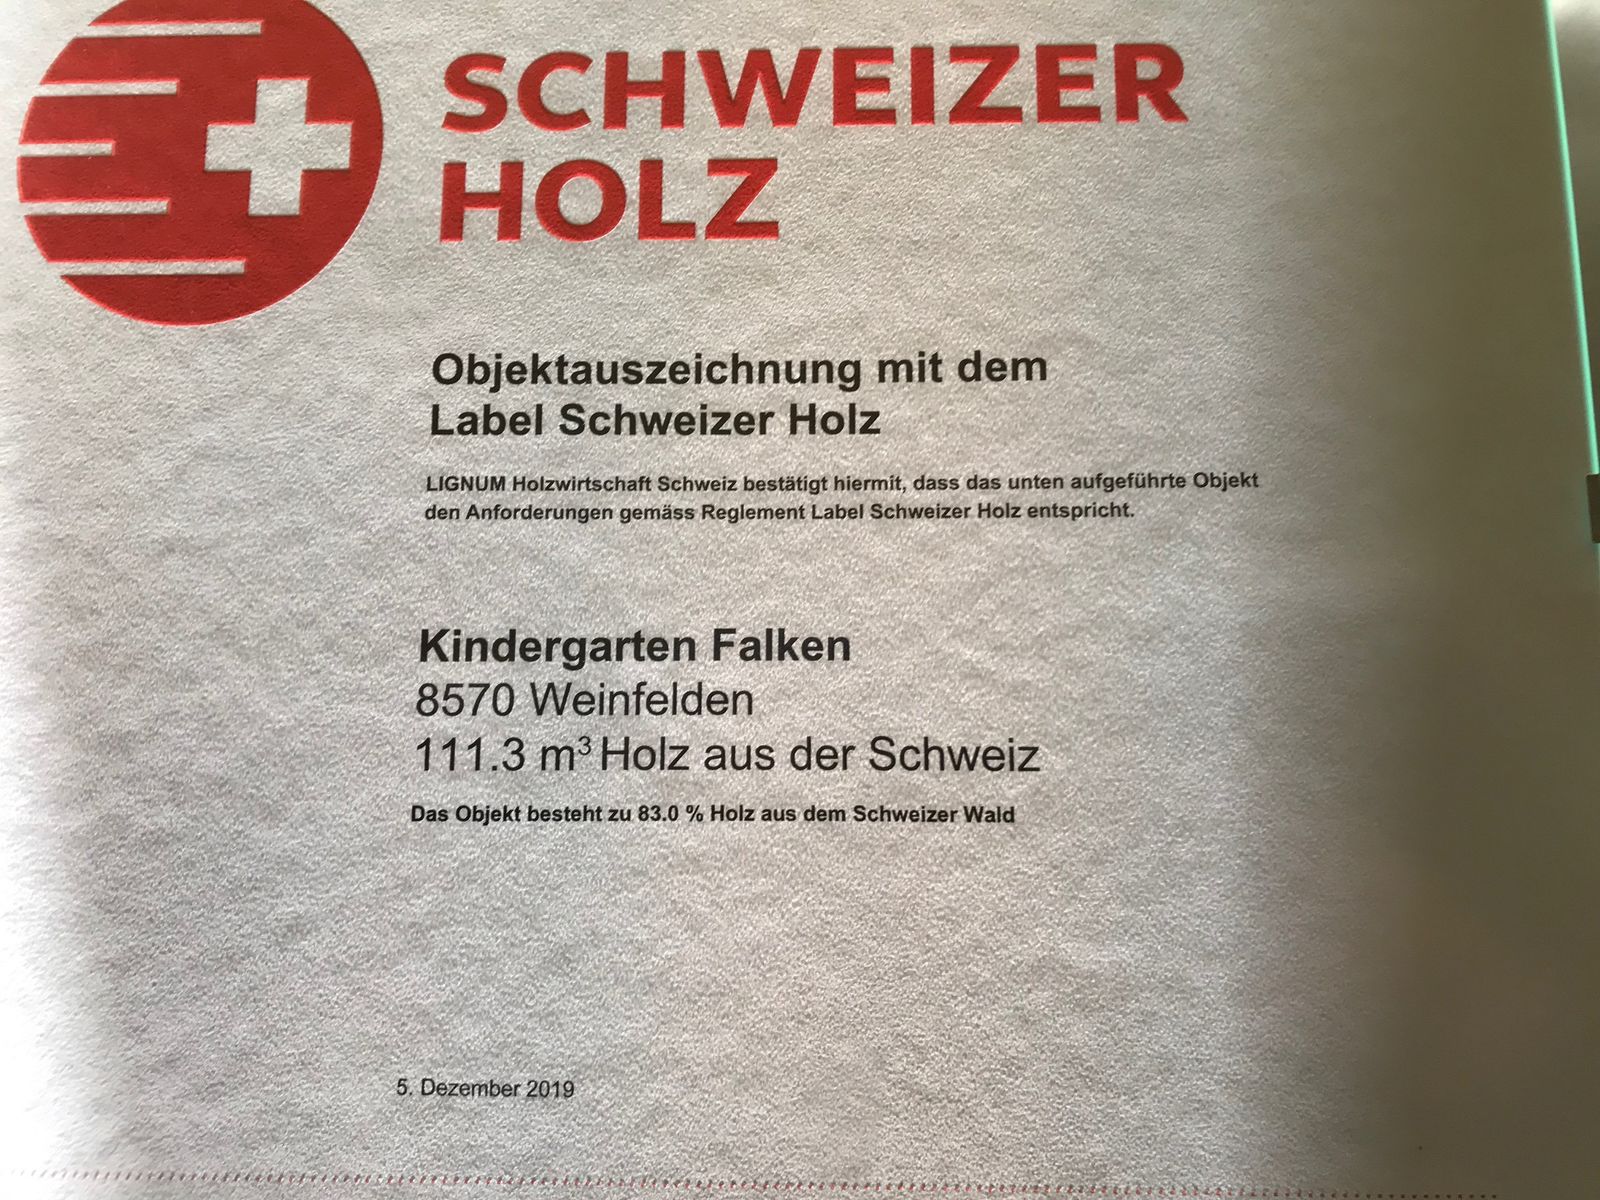 SCHWEIZER
HOLZ
Objektauszeichnung mit dem
Label Schweizer Holz
LIGNUM Holzwirtschaft Schweiz bestätigt hiermit, dass das unten aufgeführte Objekt
den Anforderungen gemäss Reglement Label Schweizer Holz entspricht.
Kindergarten Falken
8570 Weinfelden
111.3 m³ Holz aus der Schweiz
Das Objekt besteht zu 83.0 % Holz aus dem Schweizer Wald
5. Dezember 2019